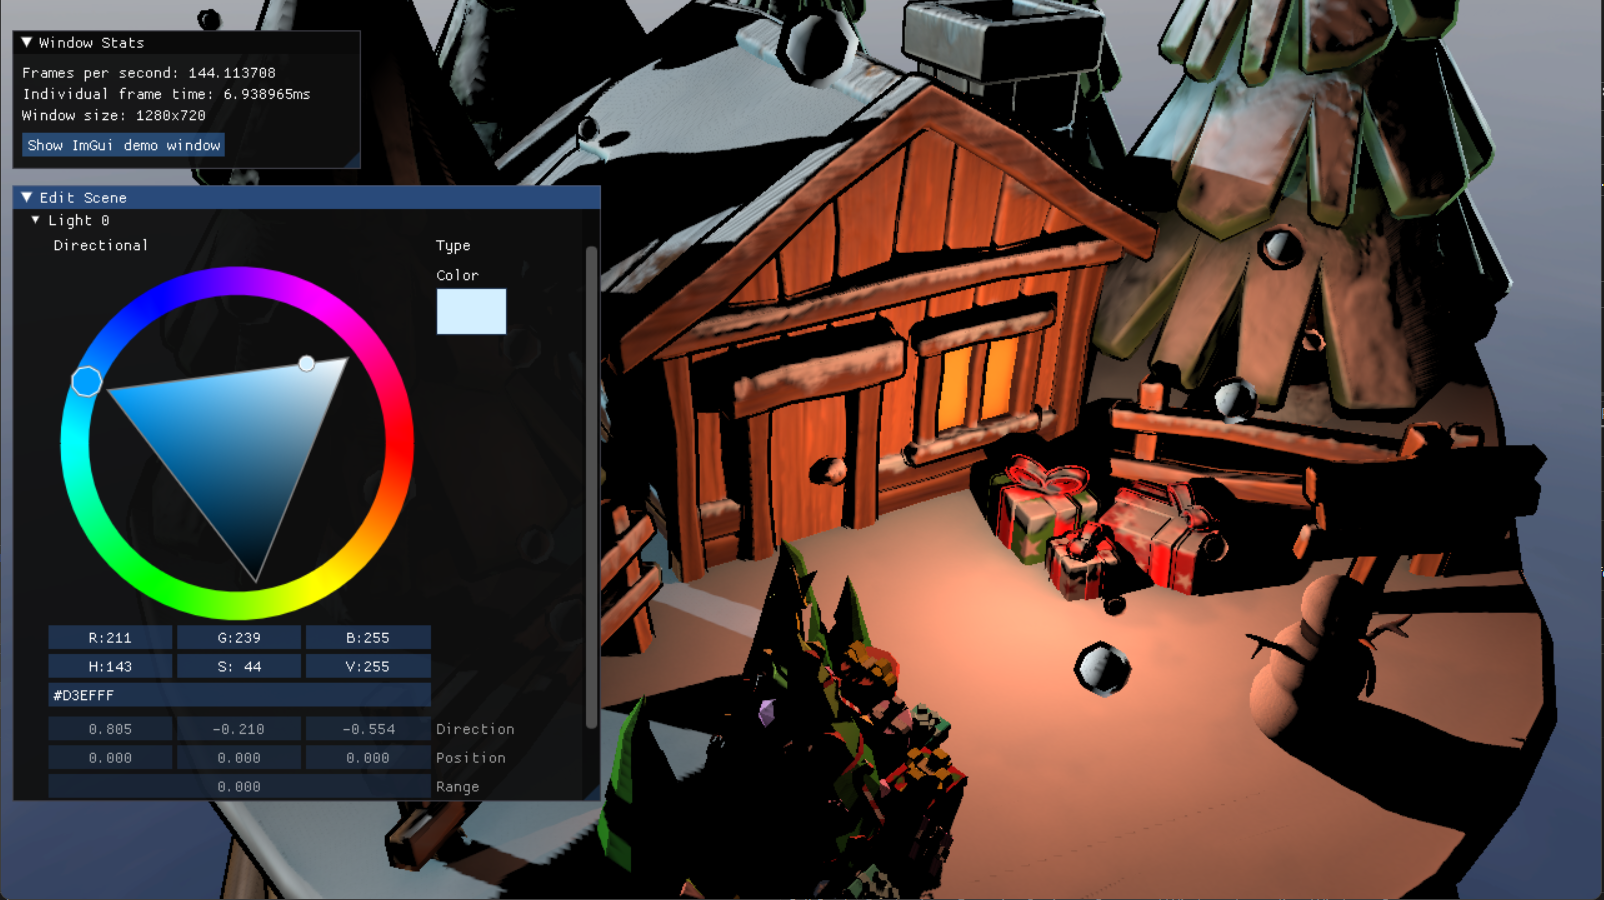 Window Stats
Frames per second: 144.113708
Individual frame time: 6.938965ms
Window size: 1280x720
Show ImGui demo window
Edit Scene
Light 0
Directional Type
Color
R:211 G:239 B:255
H:143 S: 44 V:255
#D3EFFF
0.805 -0.210 -0.554 Direction
0.000 0.000 0.000 Position
0.000 Range